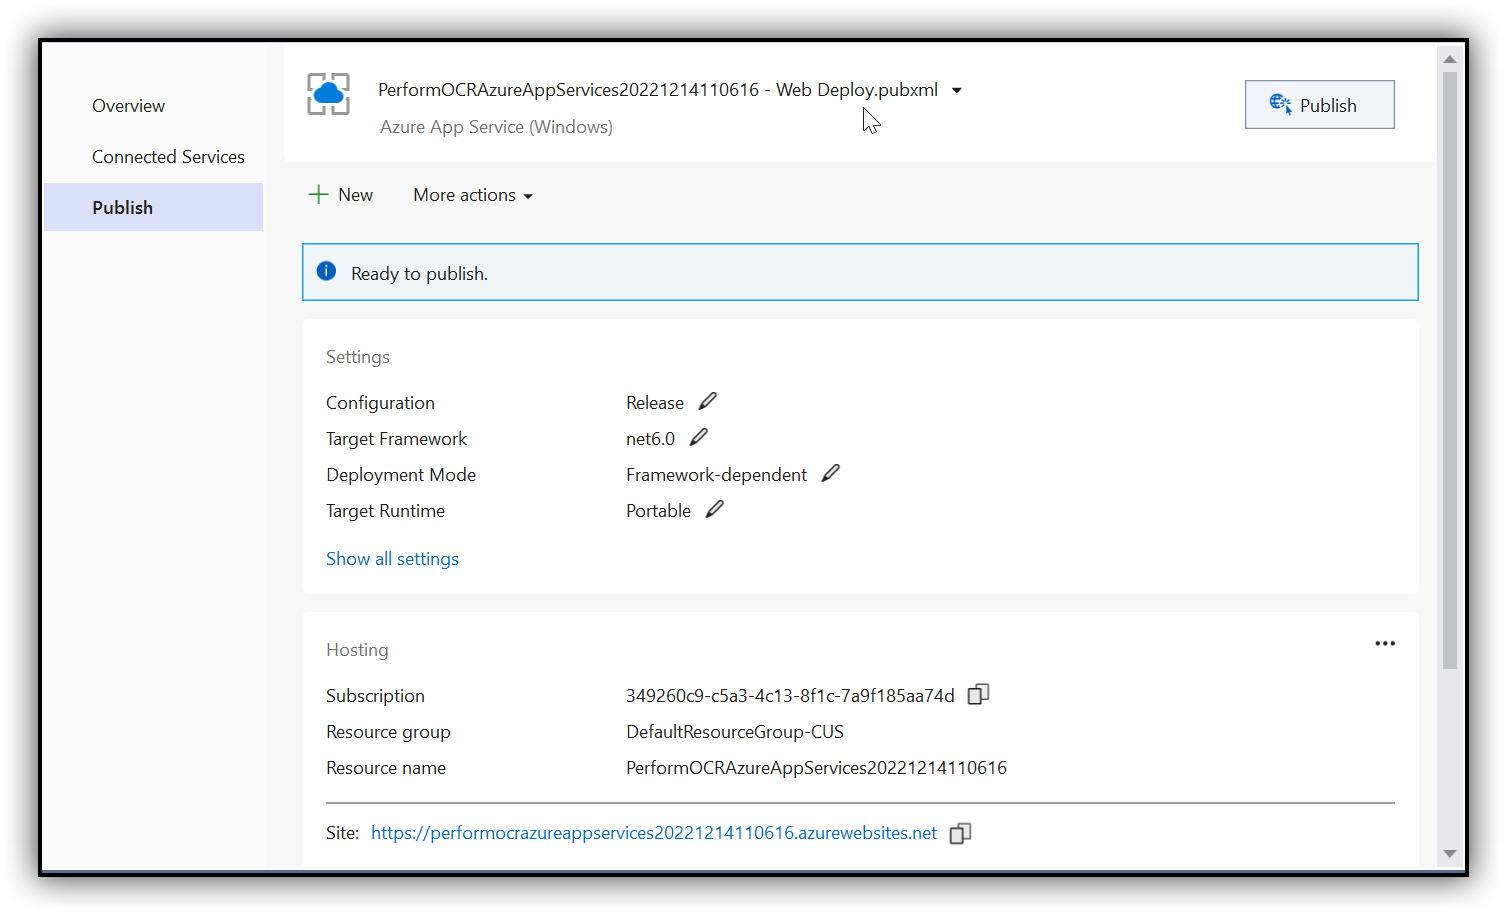 Overview
Connected Services
Publish
PerformOCRAzureAppServices20221214110616 - Web Deploy.pubxml
Azure App Service (Windows)
Publish
New
More actions
Ready to publish.
Settings
Configuration Release
Target Framework net6.0
Deployment Mode Framework-dependent
Target Runtime Portable
Show all settings
Hosting
Subscription 349260c9-c5a3-4c13-8f1c-7a9f185aa74d
Resource group DefaultResourceGroup-CUS
Resource name PerformOCRAzureAppServices20221214110616
Site: https://performocrazureappservices20221214110616.azurewebsites.net